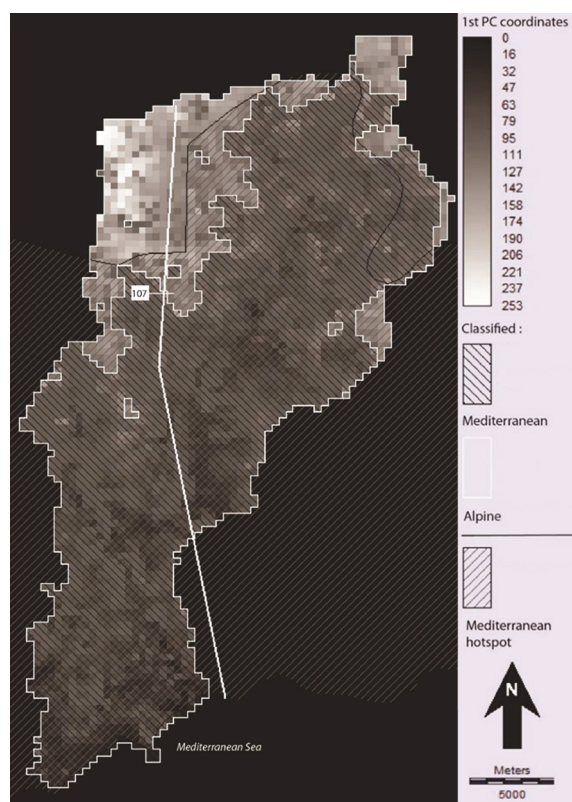 1st PC coordinates
0
16
32
47
63
79
95
111
127
142
158
174
190
206
221
237
253
Classified :
Mediterranean
Alpine
Mediterranean
hotspot
N
Meters
5000
107
Mediterranean Sea